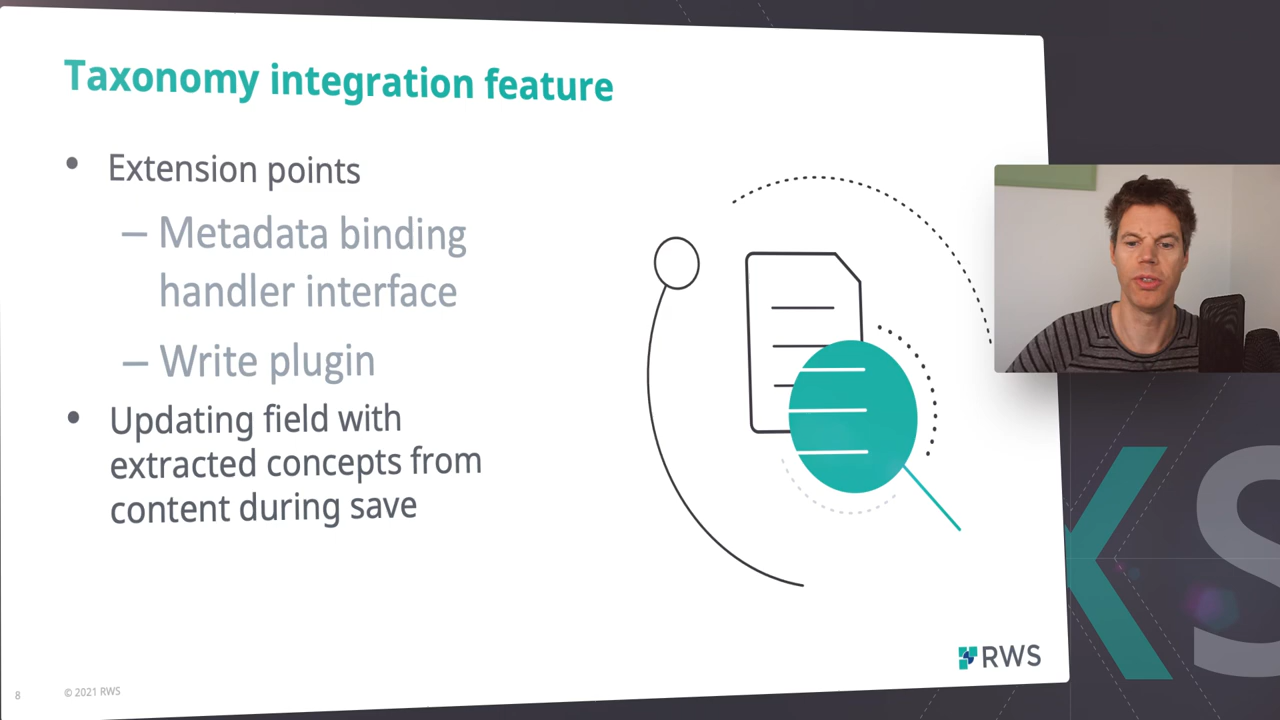 Taxonomy integration feature
• Extension points
– Metadata binding
handler interface
– Write plugin
• Updating field with
extracted concepts from
content during save
RWS
8
© 2021 RWS
S